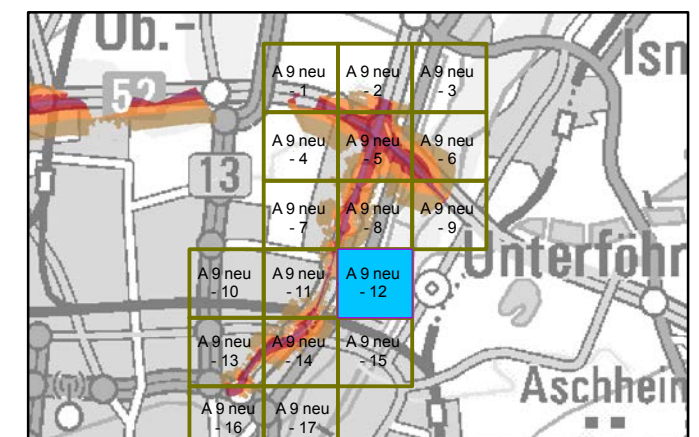 Ob.-
Isn
52
A 9 neu
- 1
A 9 neu
- 2
A 9 neu
- 3
A 9 neu
- 4
A 9 neu
- 5
A 9 neu
- 6
13
A 9 neu
- 7
A 9 neu
- 8
A 9 neu
- 9
Unterföhr
A 9 neu
- 10
A 9 neu
- 11
A 9 neu
- 12
A 9 neu
- 13
A 9 neu
- 14
A 9 neu
- 15
Aschhein
A 9 neu
- 16
A 9 neu
- 17